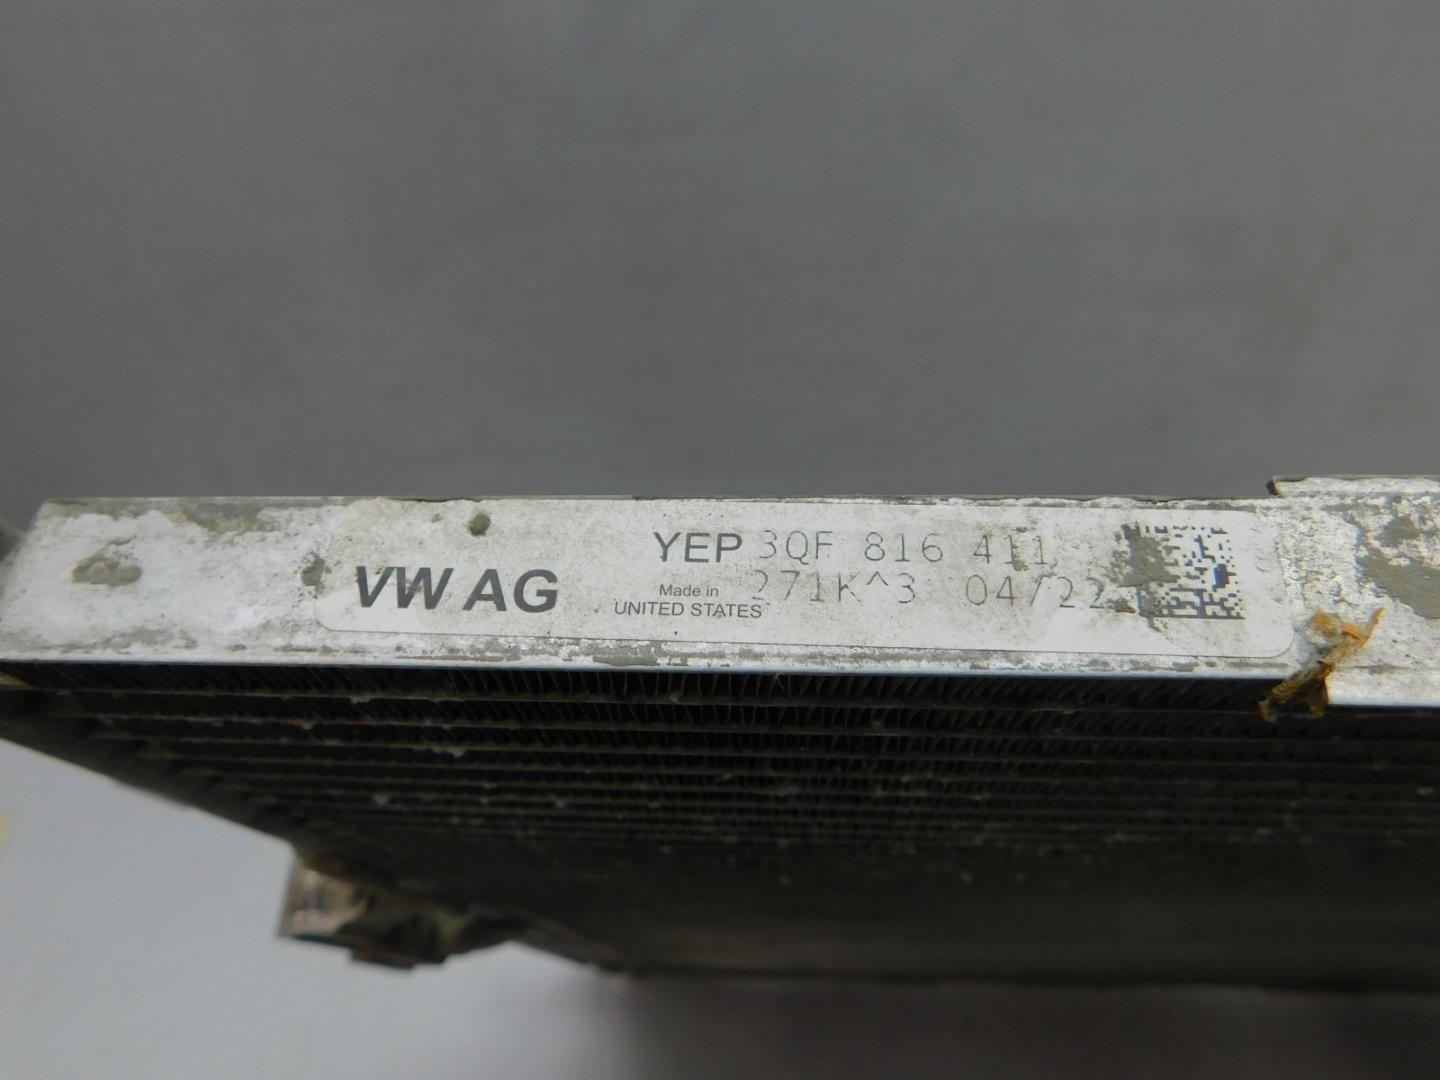 YEP 3QF 816 411
VW AG Made in 271K^3 04/22
UNITED STATES